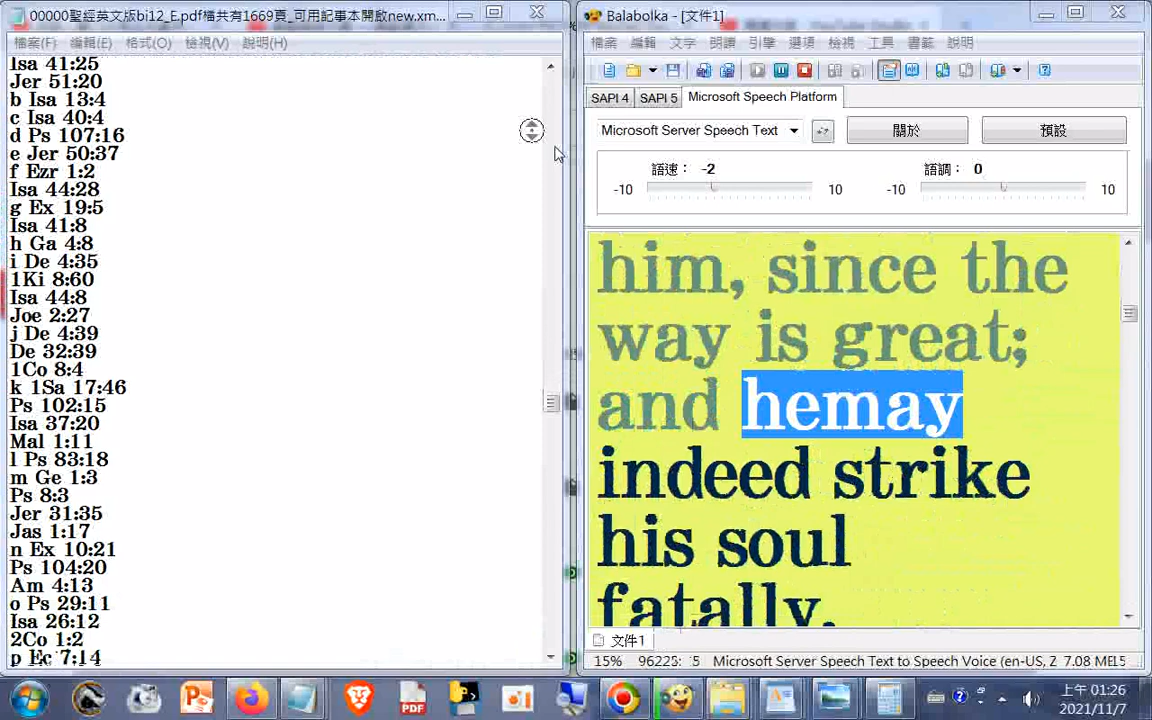 00000聖經英文版bi12_E.pdf檔共有1669頁_可用記事本開啟new.xm...
檔案(F) 編輯(E) 格式(O) 檢視(V) 說明(H)
Isa 41:25
Jer 51:20
b Isa 13:4
c Isa 40:4
d Ps 107:16
e Jer 50:37
f Ezr 1:2
Isa 44:28
g Ex 19:5
Isa 41:8
h Ga 4:8
i De 4:35
1Ki 8:60
Isa 44:8
Joe 2:27
j De 4:39
De 32:39
1Co 8:4
k 1Sa 17:46
Ps 102:15
Isa 37:20
Mal 1:11
l Ps 83:18
m Ge 1:3
Ps 8:3
Jer 31:35
Jas 1:17
n Ex 10:21
Ps 104:20
Am 4:13
o Ps 29:11
Isa 26:12
2Co 1:2
p Ec 7:14
Balabolka - [文件1]
檔案 編輯 文字 朗讀 引擎 選項 檢視 工具 書籤 說明
SAPI 4 SAPI 5 Microsoft Speech Platform
Microsoft Server Speech Text 關於 預設
語速： -2 語調： 0
-10 10 -10 10
him, since the
way is great;
and hemay
indeed strike
his soul
fatally.
文件1
15% 96225: 5 Microsoft Server Speech Text to Speech Voice (en-US, Z 7.08 ME
PDF
上午 01:26
2021/11/7